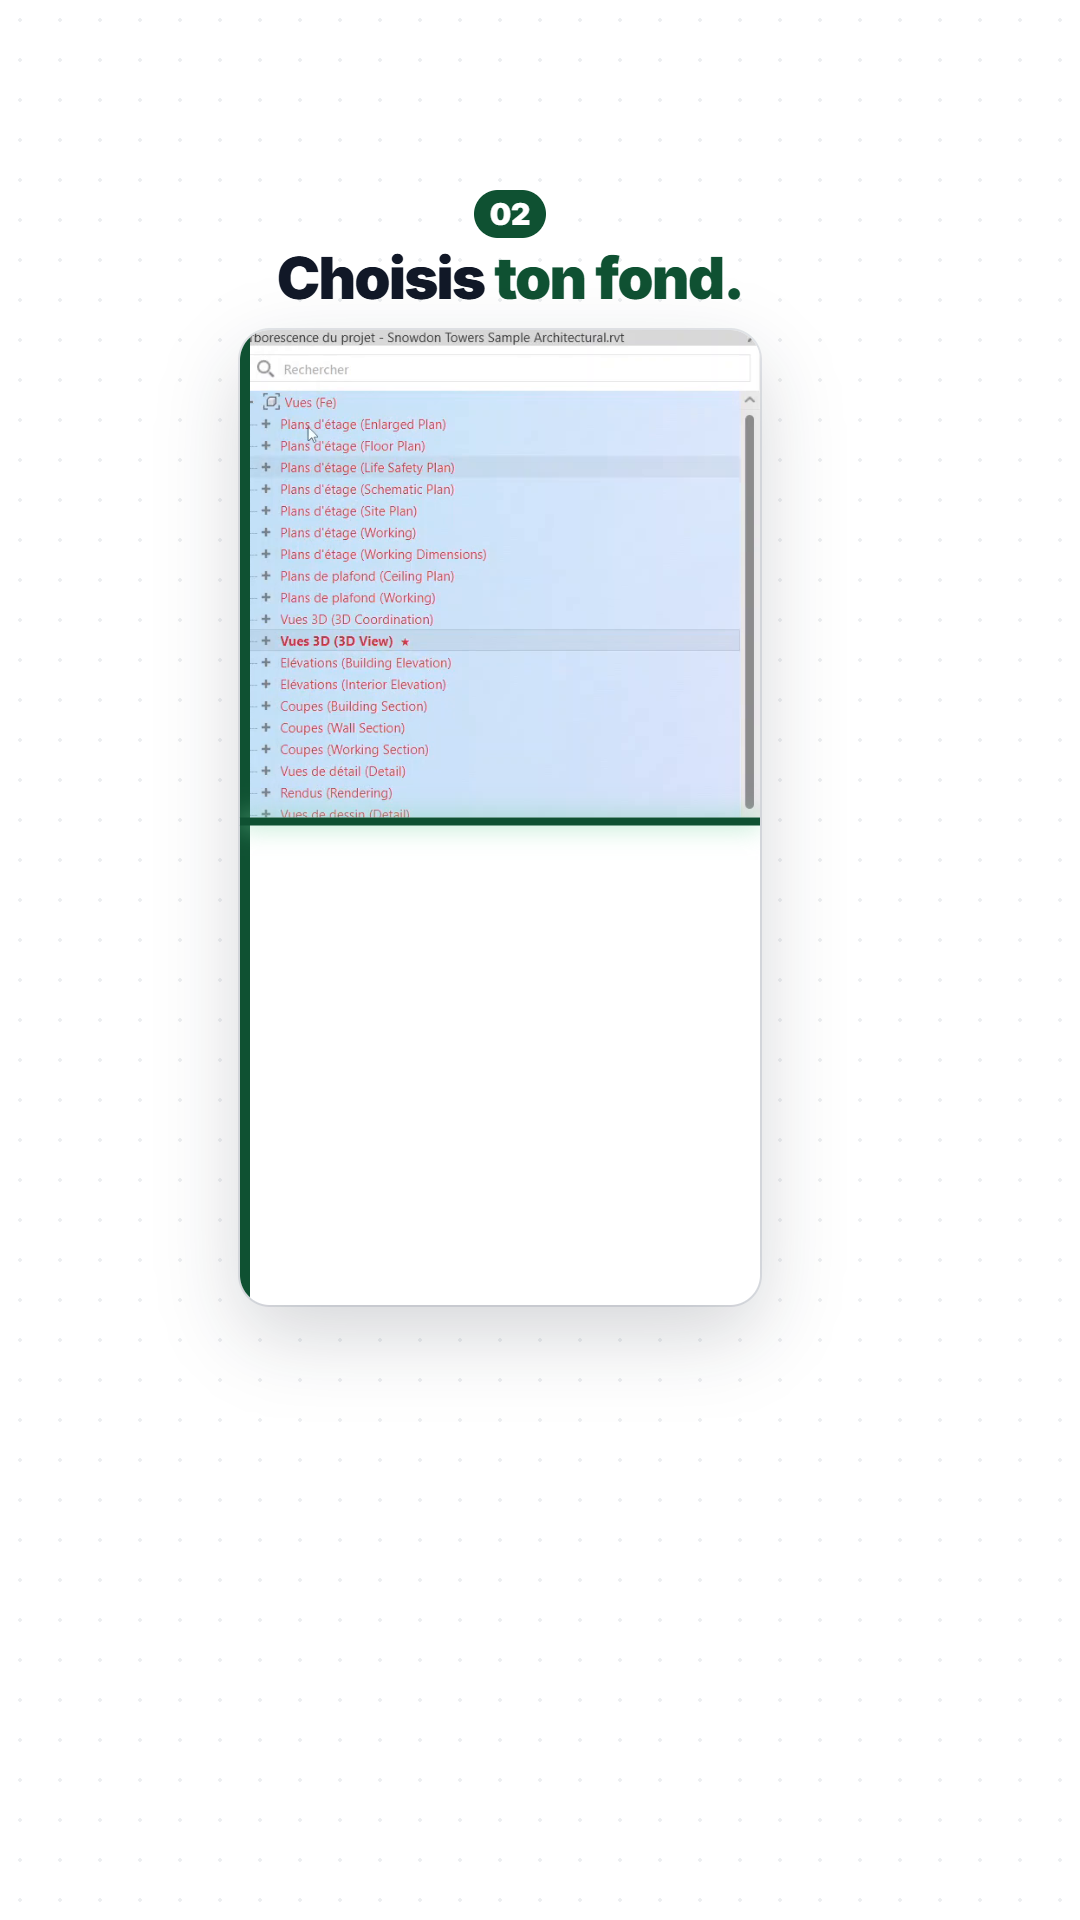 02
Choisis ton fond.
borescence du projet - Snowdon Towers Sample Architectural.rvt
Rechercher
Vues (Fe)
Plans d'étage (Enlarged Plan)
Plans d'étage (Floor Plan)
Plans d'étage (Life Safety Plan)
Plans d'étage (Schematic Plan)
Plans d'étage (Site Plan)
Plans d'étage (Working)
Plans d'étage (Working Dimensions)
Plans de plafond (Ceiling Plan)
Plans de plafond (Working)
Vues 3D (3D Coordination)
Vues 3D (3D View) ★
Elévations (Building Elevation)
Elévations (Interior Elevation)
Coupes (Building Section)
Coupes (Wall Section)
Coupes (Working Section)
Vues de détail (Detail)
Rendus (Rendering)
Vues de dessin (Detail)